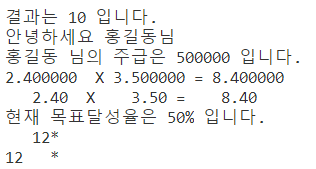 결과는 10 입니다.
안녕하세요 홍길동님
홍길동 님의 주급은 500000 입니다.
2.400000  X 3.500000 = 8.400000
   2.40  X    3.50 =    8.40
현재 목표달성율은 50% 입니다.
   12*
12   *